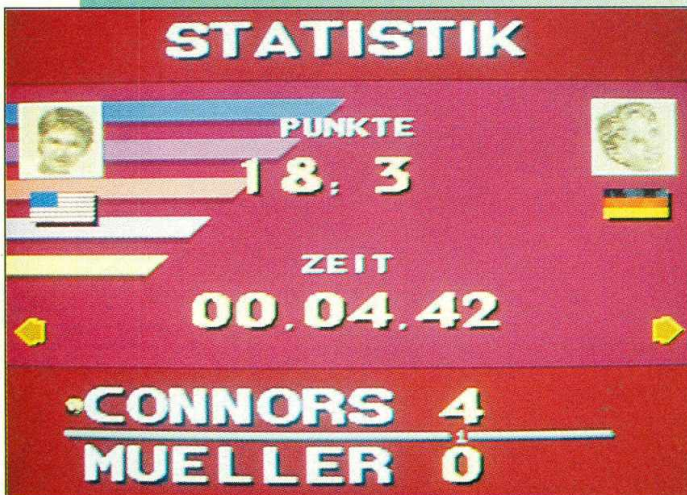 STATISTIK
PUNKTE
18: 3
ZEIT
00.04.42
CONNORS 4
1
MUELLER 0